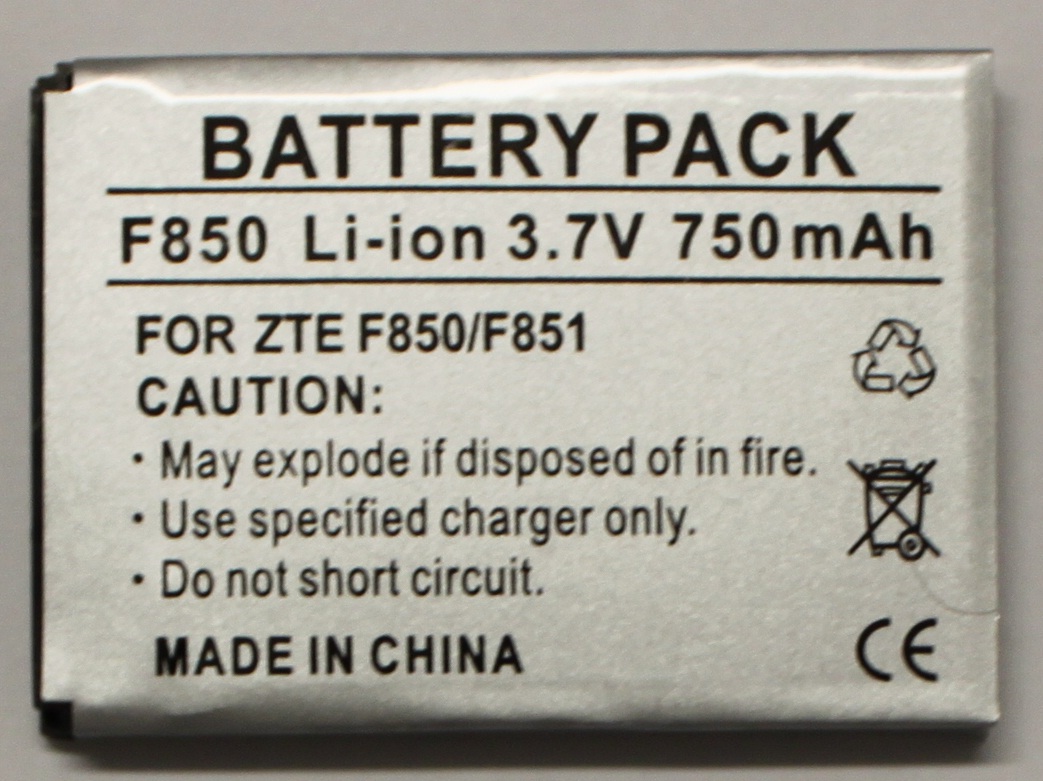 BATTERY PACK
F850 Li-ion 3.7V 750mAh
FOR ZTE F850/F851
CAUTION:
· May explode if disposed of in fire.
· Use specified charger only.
· Do not short circuit.
MADE IN CHINA
CE